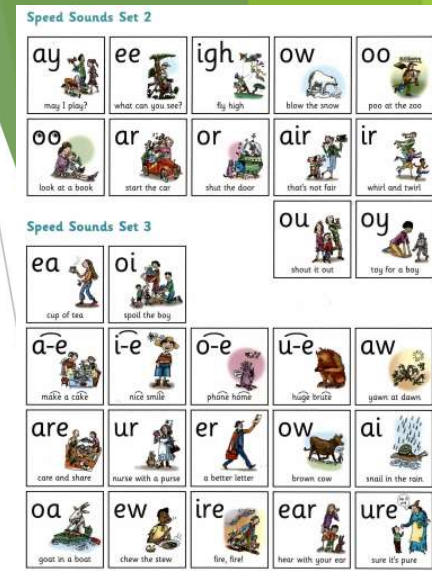 Speed Sounds Set 2
ay ee igh ow oo
may I play? what can you see? fly high blow the snow poo at the zoo
oo ar or air ir
look at a book start the car shut the door that's not fair whirl and twirl
ou oy
shout it out toy for a boy
Speed Sounds Set 3
ea oi
cup of tea spoil the boy
a-e i-e o-e u-e aw
make a cake nice smile phone home huge brute yawn at dawn
are ur er ow ai
care and share nurse with a purse a better letter brown cow snail in the rain
oa ew ire ear ure
goat in a boat chew the stew fire, fire! hear with your ear sure it's pure